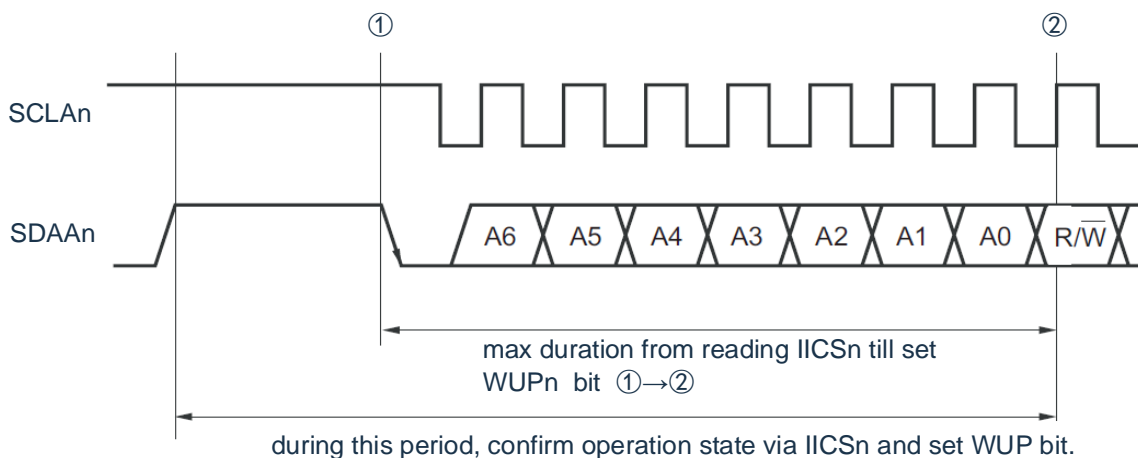 ① ②
SCLAn
SDAAn A6 A5 A4 A3 A2 A1 A0 R/W̅
max duration from reading IICSn till set
WUPn bit ①→②
during this period, confirm operation state via IICSn and set WUP bit.